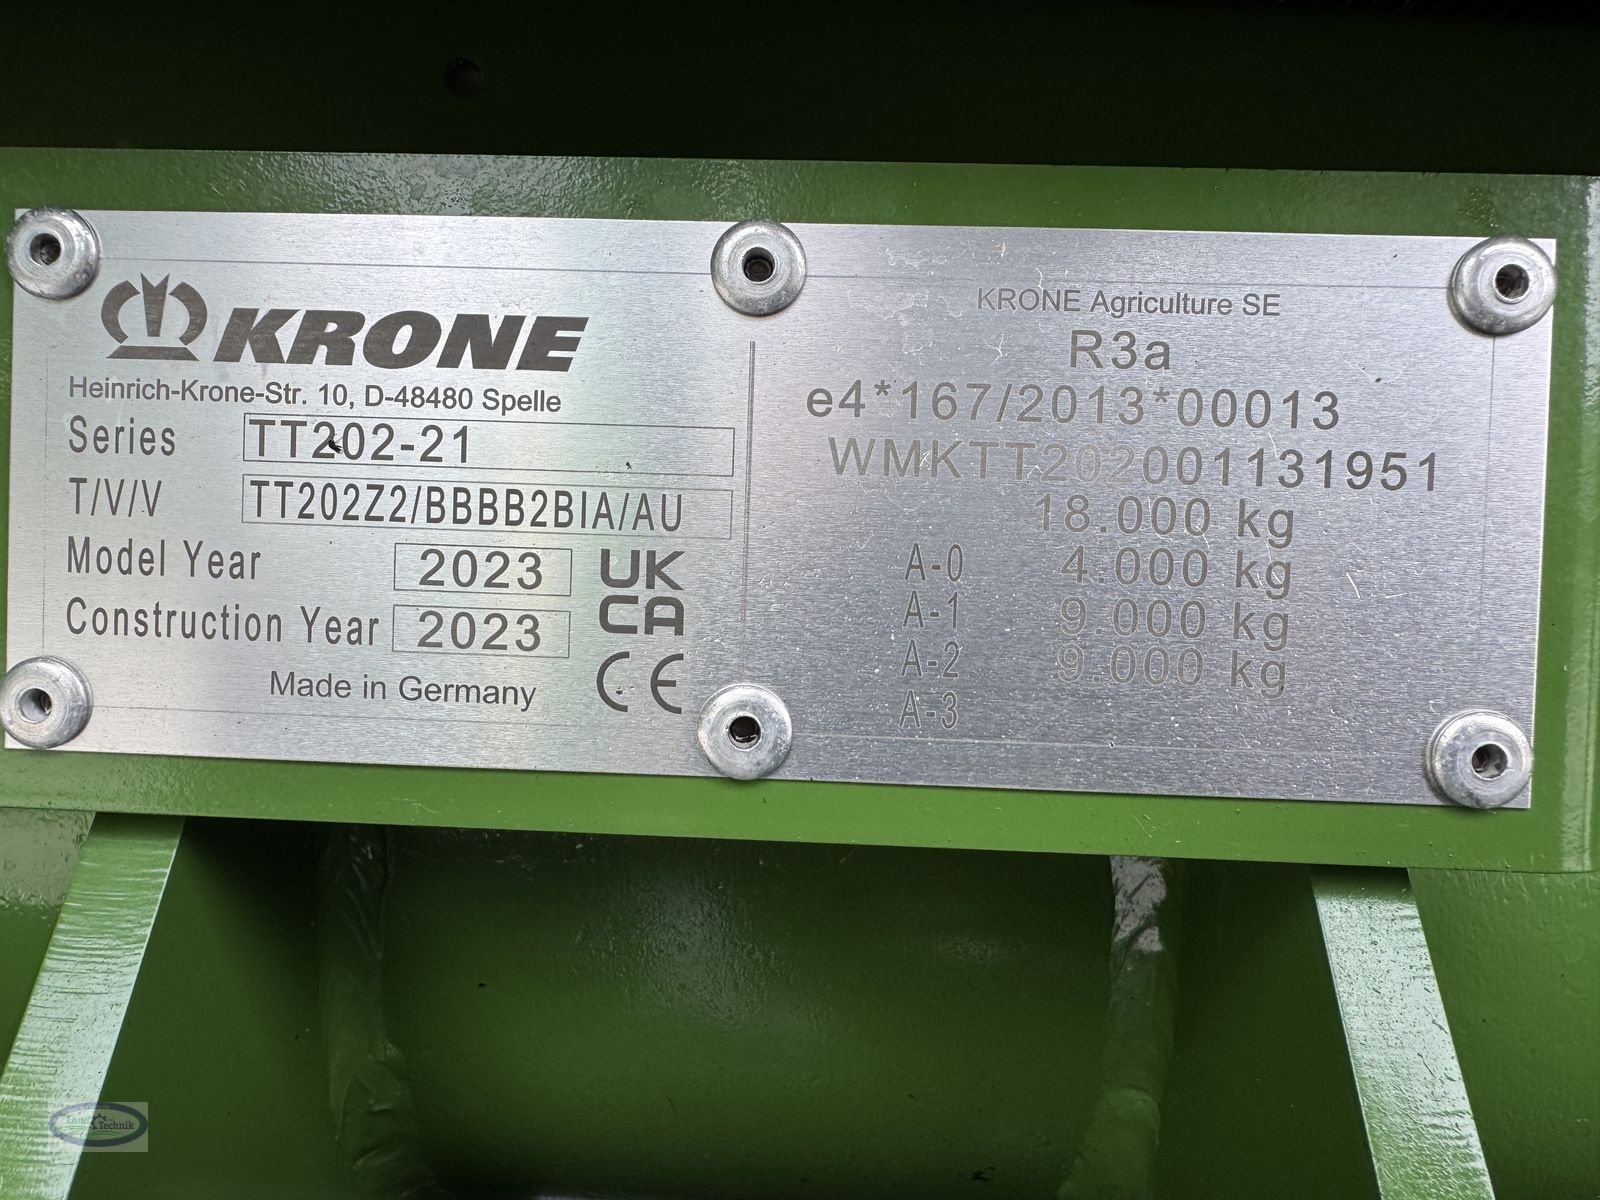 KRONE
Heinrich-Krone-Str. 10, D-48480 Spelle
Series TT202-21
T/V/V TT202Z2/BBBB2BIA/AU
Model Year 2023
Construction Year 2023
UK
CA
CE
Made in Germany
KRONE Agriculture SE
R3a
e4*167/2013*00013
WMKTT202001131951
18.000 kg
A-0 4.000 kg
A-1 9.000 kg
A-2 9.000 kg
A-3
Land Technik